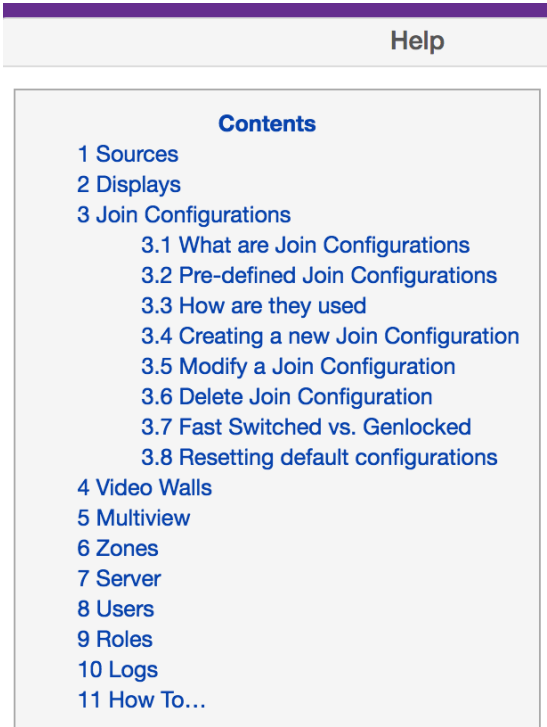 Help
Contents
1 Sources
2 Displays
3 Join Configurations
3.1 What are Join Configurations
3.2 Pre-defined Join Configurations
3.3 How are they used
3.4 Creating a new Join Configuration
3.5 Modify a Join Configuration
3.6 Delete Join Configuration
3.7 Fast Switched vs. Genlocked
3.8 Resetting default configurations
4 Video Walls
5 Multiview
6 Zones
7 Server
8 Users
9 Roles
10 Logs
11 How To…